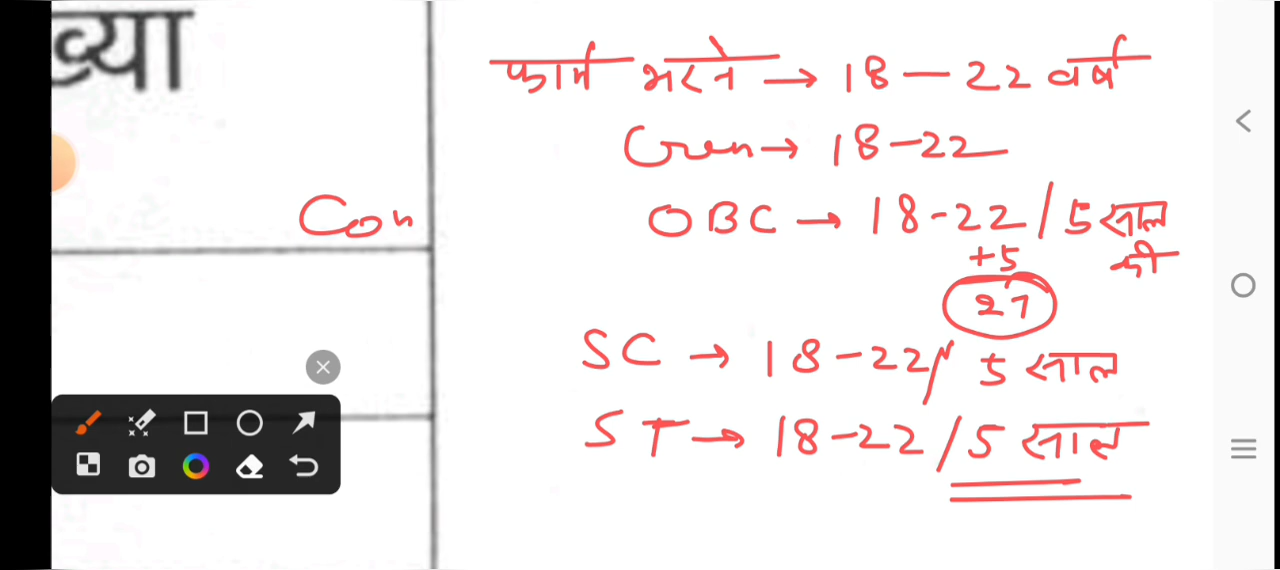 ख्या
फार्म भरने → 18 - 22 वर्ष
Gren → 18-22
OBC → 18-22 / 5 साल
+5 की
27
Con
SC → 18-22 / 5 साल
ST → 18-22 / 5 साल